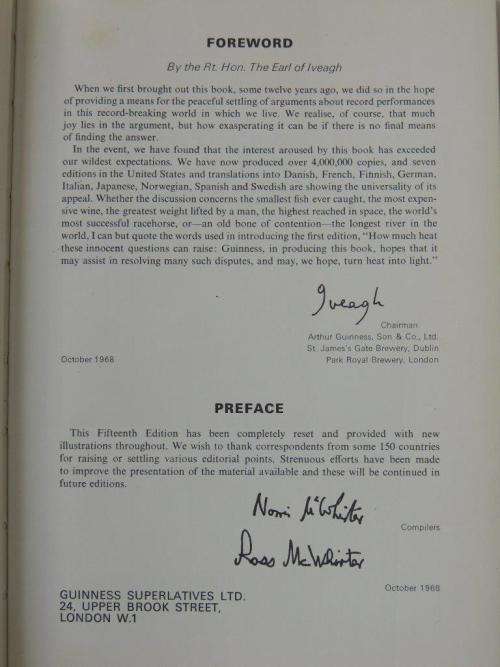 FOREWORD
By the Rt. Hon. The Earl of Iveagh
When we first brought out this book, some twelve years ago, we did so in the hope
of providing a means for the peaceful settling of arguments about record performances
in this record-breaking world in which we live. We realise, of course, that much
joy lies in the argument, but how exasperating it can be if there is no final means
of finding the answer.
In the event, we have found that the interest aroused by this book has exceeded
our wildest expectations. We have now produced over 4,000,000 copies, and seven
editions in the United States and translations into Danish, French, Finnish, German,
Italian, Japanese, Norwegian, Spanish and Swedish are showing the universality of its
appeal. Whether the discussion concerns the smallest fish ever caught, the most expen-
sive wine, the greatest weight lifted by a man, the highest reached in space, the world's
most successful racehorse, or—an old bone of contention—the longest river in the
world, I can but quote the words used in introducing the first edition, "How much heat
these innocent questions can raise: Guinness, in producing this book, hopes that it
may assist in resolving many such disputes, and may, we hope, turn heat into light."
Iveagh
Chairman
Arthur Guinness, Son & Co., Ltd.
St. James's Gate Brewery, Dublin
Park Royal Brewery, London
October 1968
PREFACE
This Fifteenth Edition has been completely reset and provided with new
illustrations throughout. We wish to thank correspondents from some 150 countries
for raising or settling various editorial points. Strenuous efforts have been made
to improve the presentation of the material available and these will be continued in
future editions.
Norris McWhirter
Compilers
Ross McWhirter
October 1968
GUINNESS SUPERLATIVES LTD.
24, UPPER BROOK STREET,
LONDON W.1